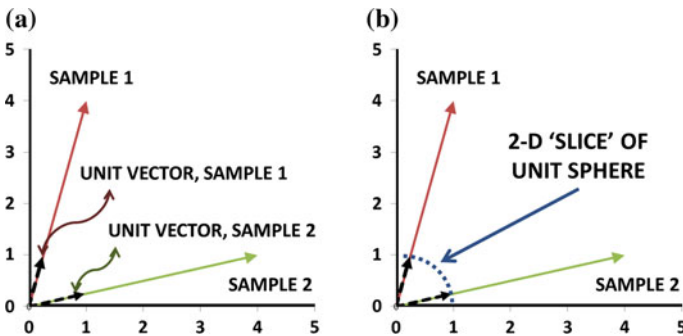 (a)
5
SAMPLE 1
4
3
UNIT VECTOR, SAMPLE 1
2
UNIT VECTOR, SAMPLE 2
1
SAMPLE 2
0
0 1 2 3 4 5
(b)
5
SAMPLE 1
4
2-D ‘SLICE’ OF
3
UNIT SPHERE
2
1
SAMPLE 2
0
0 1 2 3 4 5